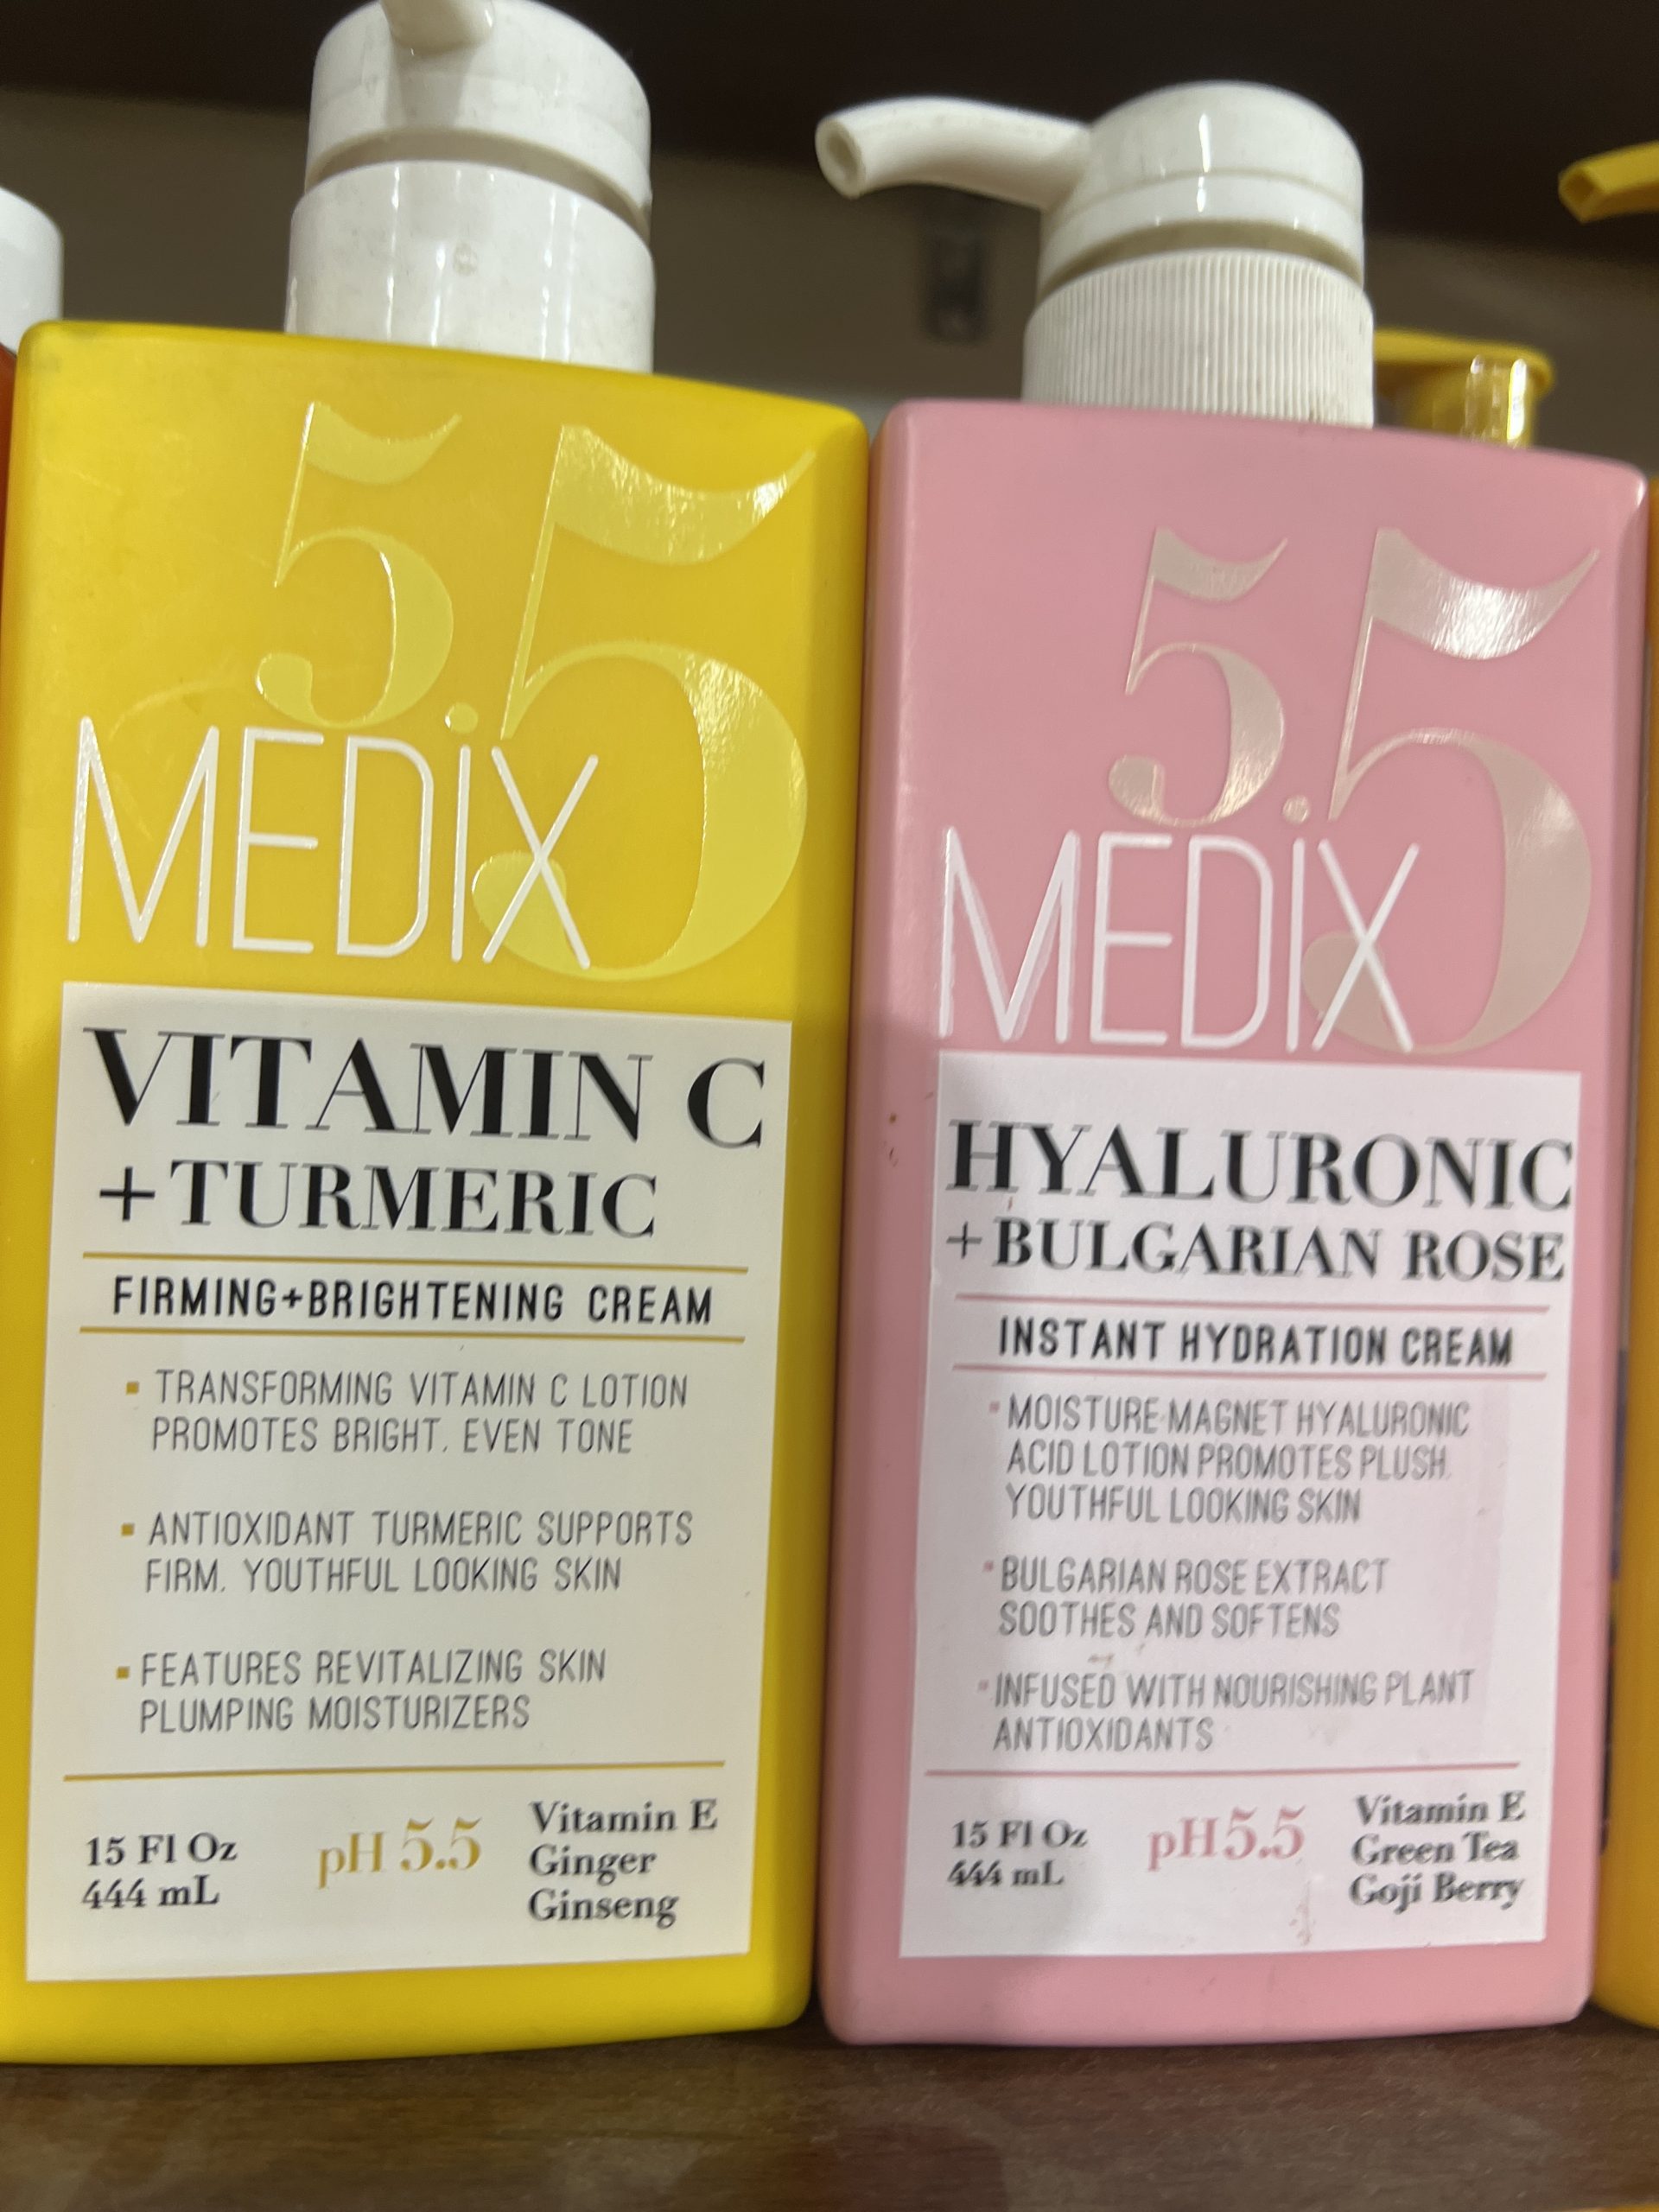 5.5
MEDIX
VITAMIN C
+TURMERIC
FIRMING+BRIGHTENING CREAM
▪ TRANSFORMING VITAMIN C LOTION
PROMOTES BRIGHT, EVEN TONE
▪ ANTIOXIDANT TURMERIC SUPPORTS
FIRM, YOUTHFUL LOOKING SKIN
▪ FEATURES REVITALIZING SKIN
PLUMPING MOISTURIZERS
15 Fl Oz
444 mL
pH 5.5
Vitamin E
Ginger
Ginseng
5.5
MEDIX
HYALURONIC
+BULGARIAN ROSE
INSTANT HYDRATION CREAM
▪ MOISTURE-MAGNET HYALURONIC
ACID LOTION PROMOTES PLUSH,
YOUTHFUL LOOKING SKIN
▪ BULGARIAN ROSE EXTRACT
SOOTHES AND SOFTENS
▪ INFUSED WITH NOURISHING PLANT
ANTIOXIDANTS
15 Fl Oz
444 mL
pH 5.5
Vitamin E
Green Tea
Goji Berry